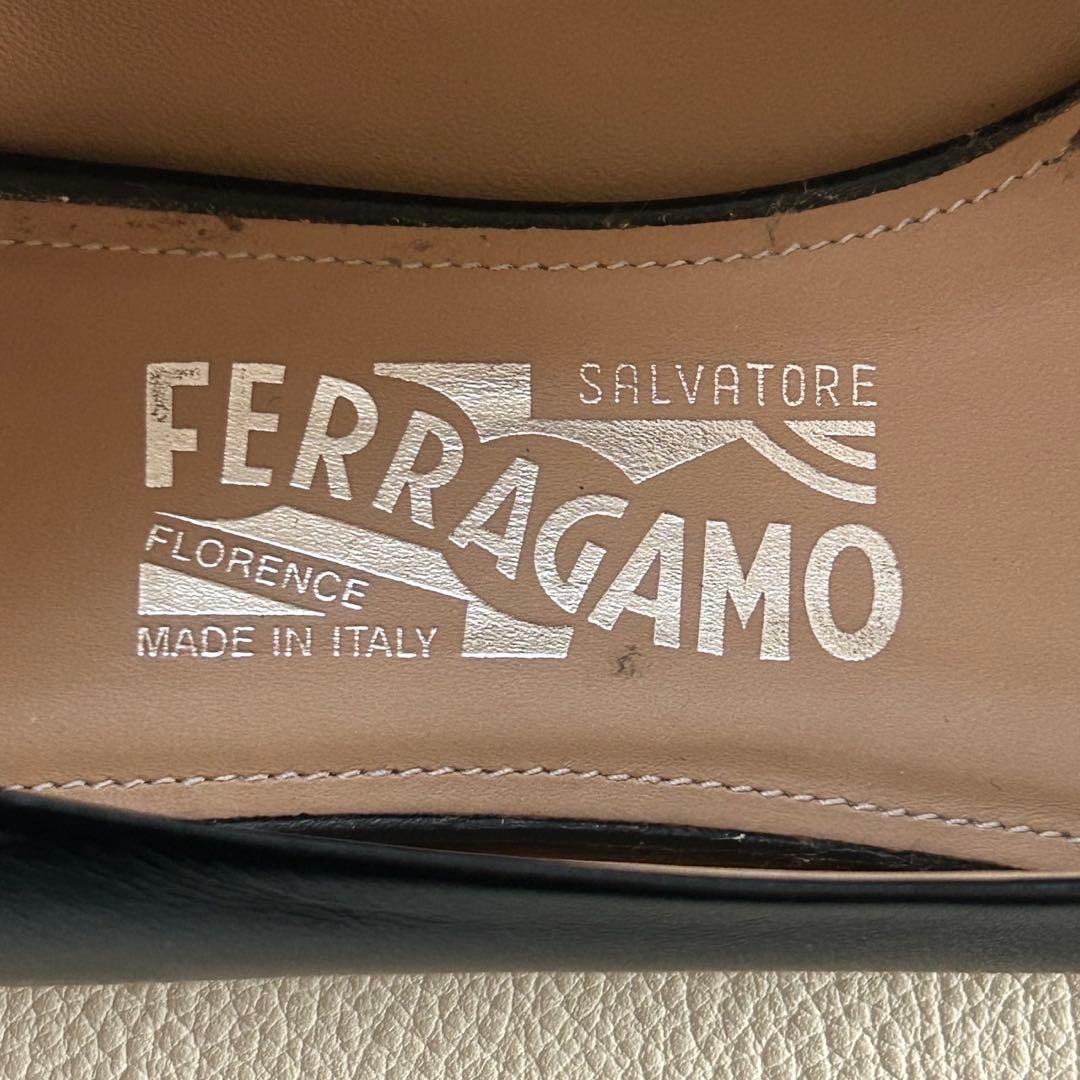 SALVATORE
FERRAGAMO
FLORENCE
MADE IN ITALY